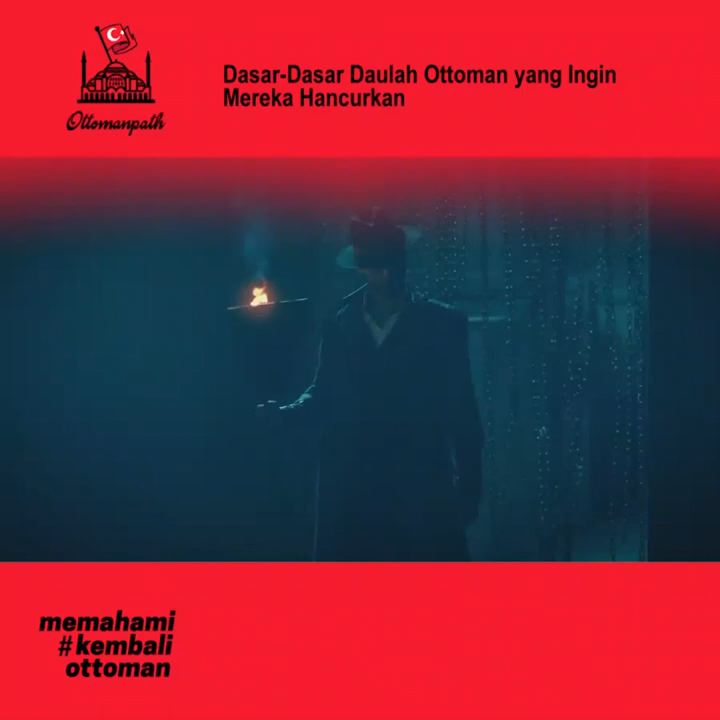 Dasar-Dasar Daulah Ottoman yang Ingin
Mereka Hancurkan
Ottomanpath
memahami
#kembali
ottoman